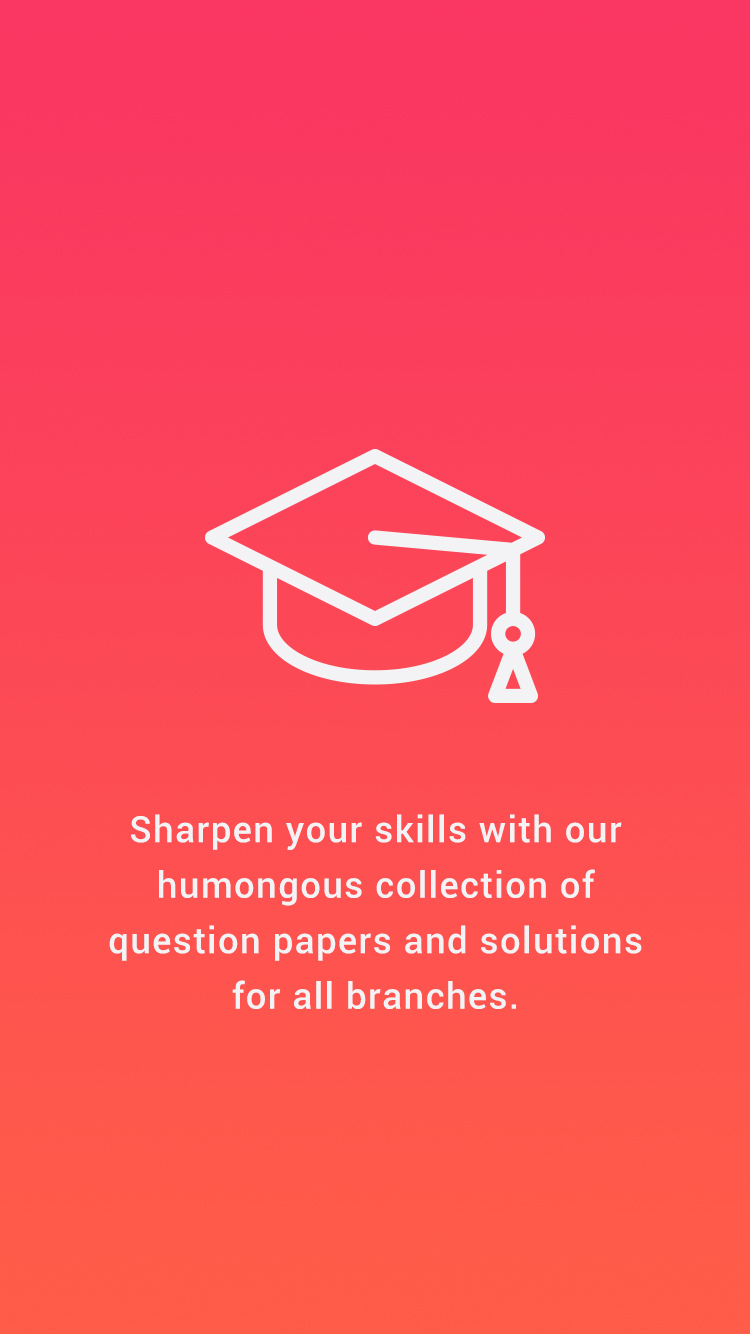 Sharpen your skills with our
humongous collection of
question papers and solutions
for all branches.